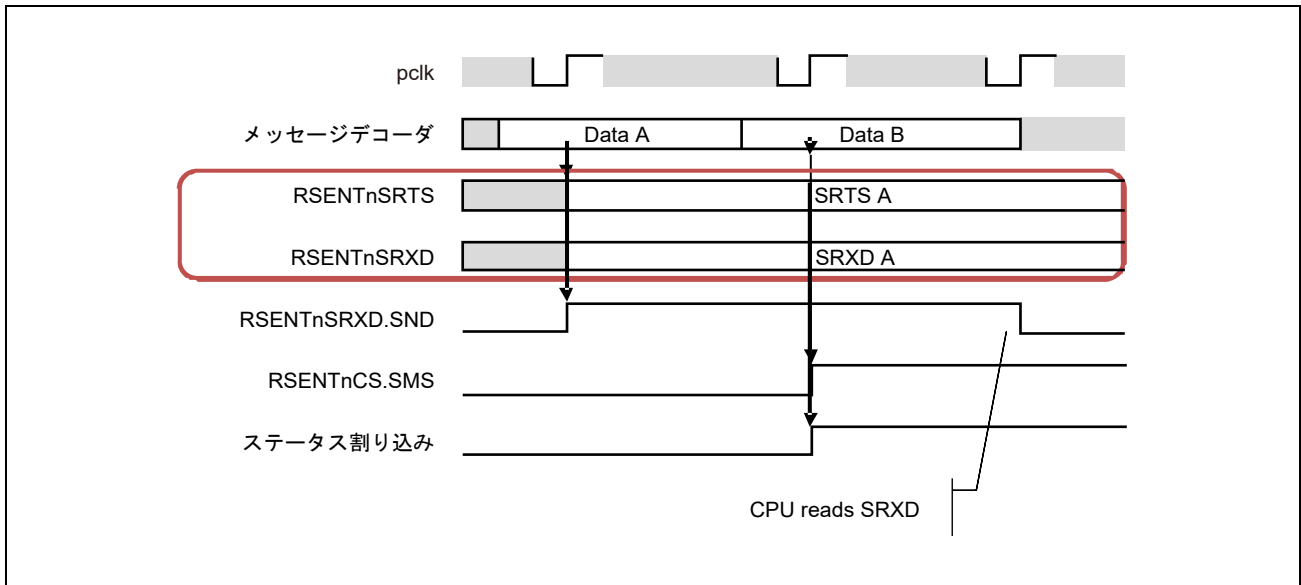 pclk
メッセージデコーダ
Data A
Data B
RSENTnSRTS
SRTS A
RSENTnSRXD
SRXD A
RSENTnSRXD.SND
RSENTnCS.SMS
ステータス割り込み
CPU reads SRXD